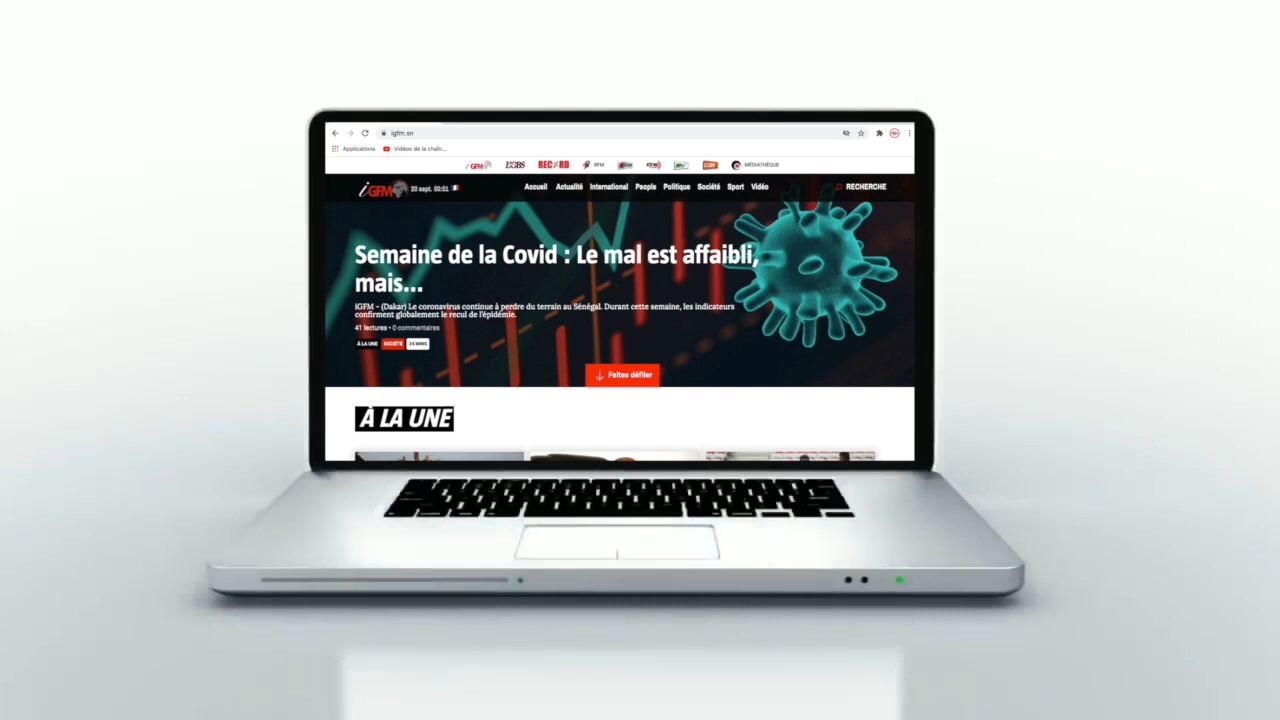 igfm.sn
Applications
Vidéos de la chaîn...
iGFM
L'OBS
RECORD
RFM
MÉDIATHÈQUE
iGFM 20 sept. 00:51
Accueil Actualité International People Politique Société Sport Vidéo
RECHERCHE
Semaine de la Covid : Le mal est affaibli,
mais...
iGFM - (Dakar) Le coronavirus continue à perdre du terrain au Sénégal. Durant cette semaine, les indicateurs
confirment globalement le recul de l'épidémie.
41 lectures • 0 commentaires
À LA UNE SOCIÉTÉ 24 MINS
Faites défiler
À LA UNE